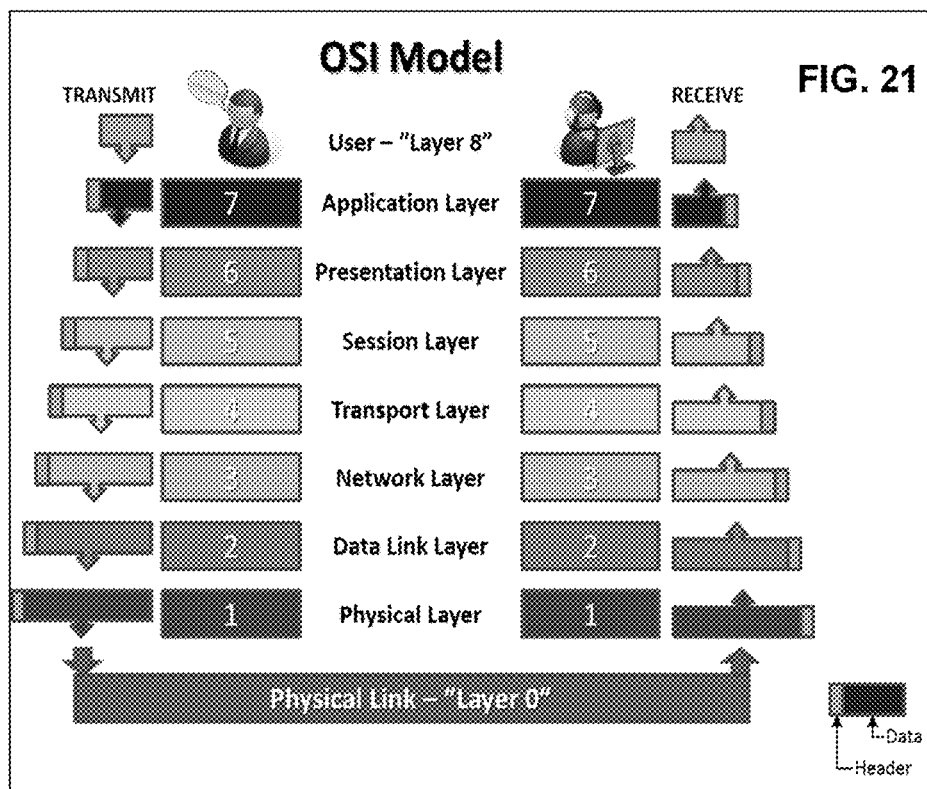 OSI Model
FIG. 21
TRANSMIT
RECEIVE
User – "Layer 8"
7 Application Layer 7
6 Presentation Layer 6
5 Session Layer 5
4 Transport Layer 4
3 Network Layer 3
2 Data Link Layer 2
1 Physical Layer 1
Physical Link – "Layer 0"
Data
Header